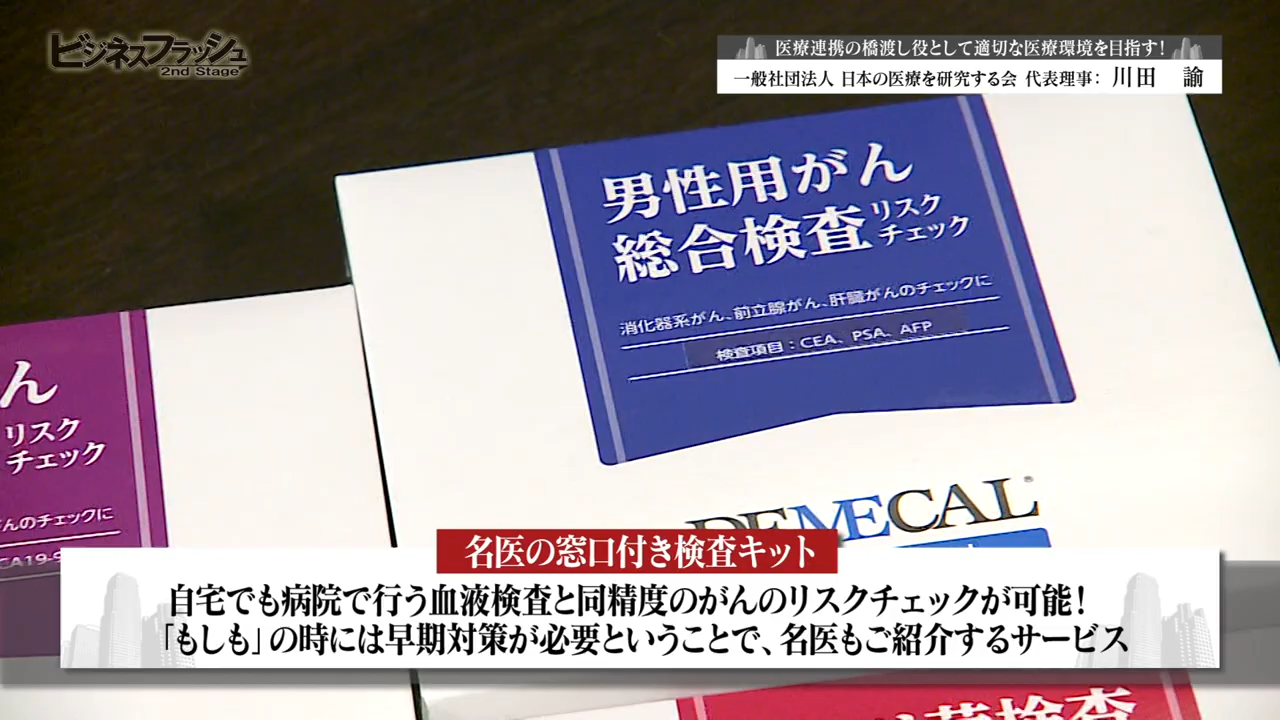 ビジネスフラッシュ
2nd Stage
医療連携の橋渡し役として適切な医療環境を目指す！
一般社団法人 日本の医療を研究する会 代表理事： 川田　諭
男性用がん
総合検査 リスク
チェック
消化器系がん、前立腺がん、肝臓がんのチェックに
検査項目：CEA、PSA、AFP
ん
リスク
チェック
んのチェックに
CA19-9
DEMECAL®
名医の窓口付き検査キット
自宅でも病院で行う血液検査と同精度のがんのリスクチェックが可能！
「もしも」の時には早期対策が必要ということで、名医もご紹介するサービス
検査